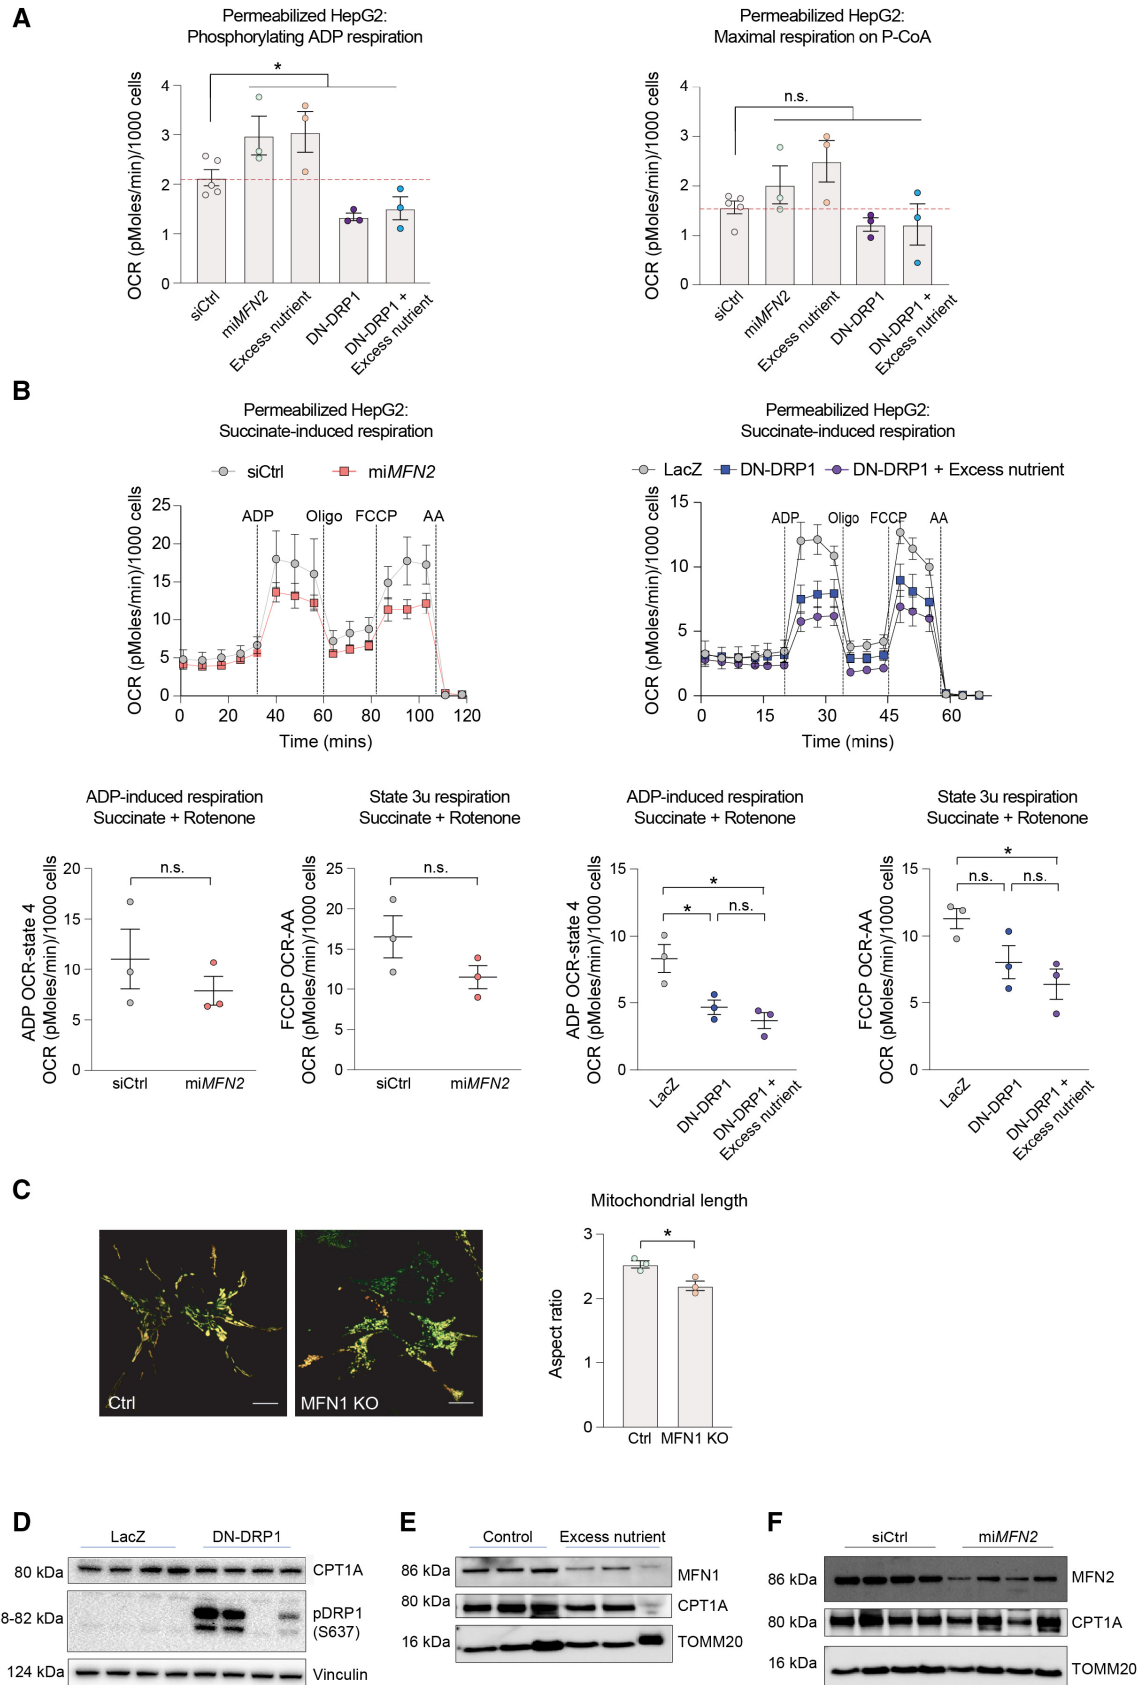 A
Permeabilized HepG2:
Phosphorylating ADP respiration
OCR (pMoles/min)/1000 cells
4
3
2
1
0
*
siCtrl
miMFN2
Excess nutrient
DN-DRP1
DN-DRP1 +
Excess nutrient
Permeabilized HepG2:
Maximal respiration on P-CoA
OCR (pMoles/min)/1000 cells
4
3
2
1
0
n.s.
siCtrl
miMFN2
Excess nutrient
DN-DRP1
DN-DRP1 +
Excess nutrient
B
Permeabilized HepG2:
Succinate-induced respiration
siCtrl
miMFN2
OCR (pMoles/min)/1000 cells
25
20
15
10
5
0
ADP
Oligo
FCCP
AA
0 20 40 60 80 100 120
Time (mins)
Permeabilized HepG2:
Succinate-induced respiration
LacZ
DN-DRP1
DN-DRP1 + Excess nutrient
OCR (pMoles/min)/1000 cells
15
10
5
0
ADP
Oligo
FCCP
AA
0 15 30 45 60
Time (mins)
ADP-induced respiration
Succinate + Rotenone
ADP OCR-state 4
OCR (pMoles/min)/1000 cells
20
15
10
5
0
n.s.
siCtrl
miMFN2
State 3u respiration
Succinate + Rotenone
FCCP OCR-AA
OCR (pMoles/min)/1000 cells
25
20
15
10
5
0
n.s.
siCtrl
miMFN2
ADP-induced respiration
Succinate + Rotenone
ADP OCR-state 4
OCR (pMoles/min)/1000 cells
15
10
5
0
*
*
n.s.
LacZ
DN-DRP1
DN-DRP1 +
Excess nutrient
State 3u respiration
Succinate + Rotenone
FCCP OCR-AA
OCR (pMoles/min)/1000 cells
15
10
5
0
*
n.s.
n.s.
LacZ
DN-DRP1
DN-DRP1 +
Excess nutrient
C
Ctrl
MFN1 KO
Mitochondrial length
Aspect ratio
3
2
1
0
*
Ctrl
MFN1 KO
D
LacZ
DN-DRP1
80 kDa
CPT1A
8-82 kDa
pDRP1
(S637)
124 kDa
Vinculin
E
Control
Excess nutrient
86 kDa
MFN1
80 kDa
CPT1A
16 kDa
TOMM20
F
siCtrl
miMFN2
86 kDa
MFN2
80 kDa
CPT1A
16 kDa
TOMM20